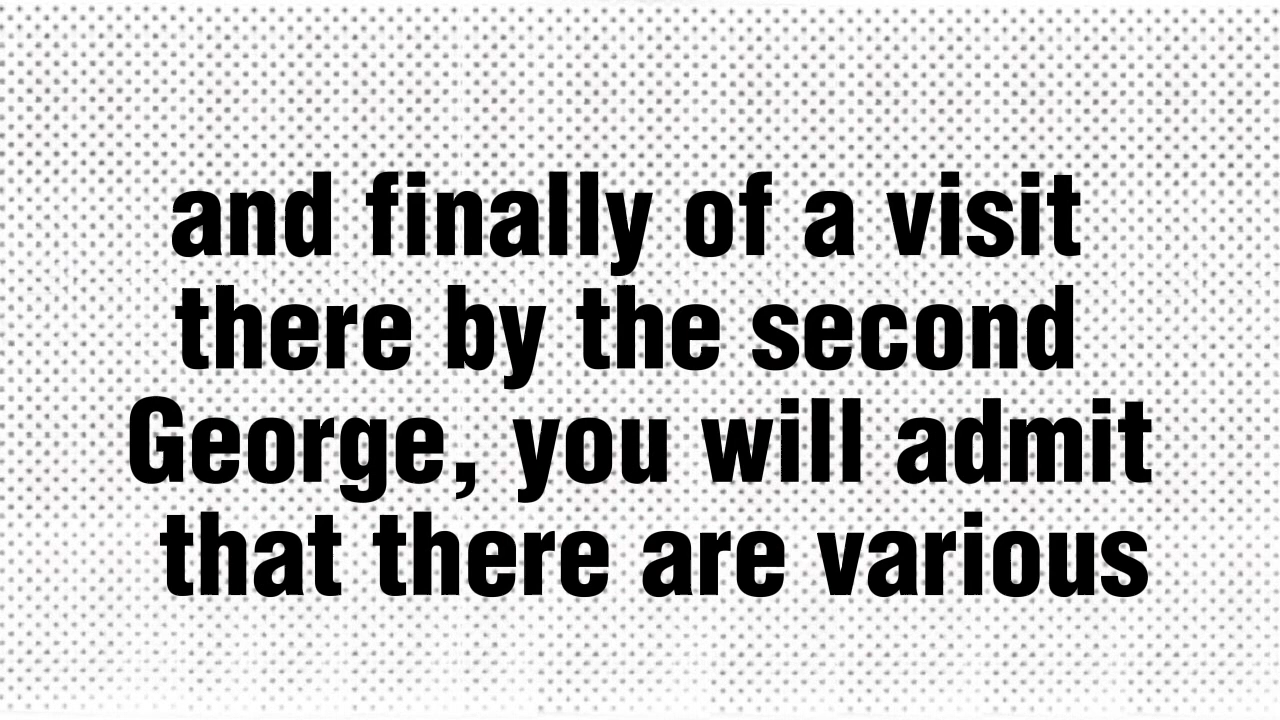 and finally of a visit
there by the second
George, you will admit
that there are various